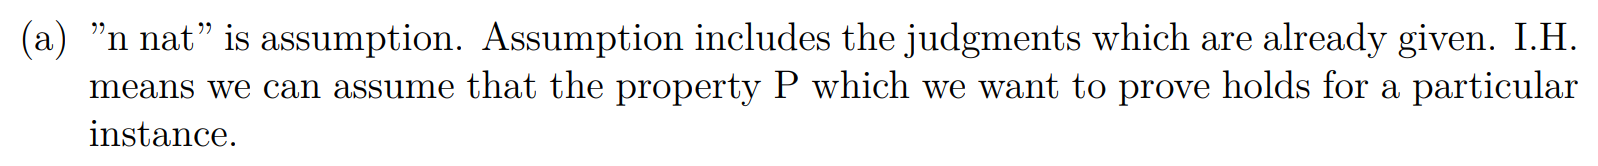 (a) ”n nat” is assumption. Assumption includes the judgments which are already given. I.H.
means we can assume that the property P which we want to prove holds for a particular
instance.